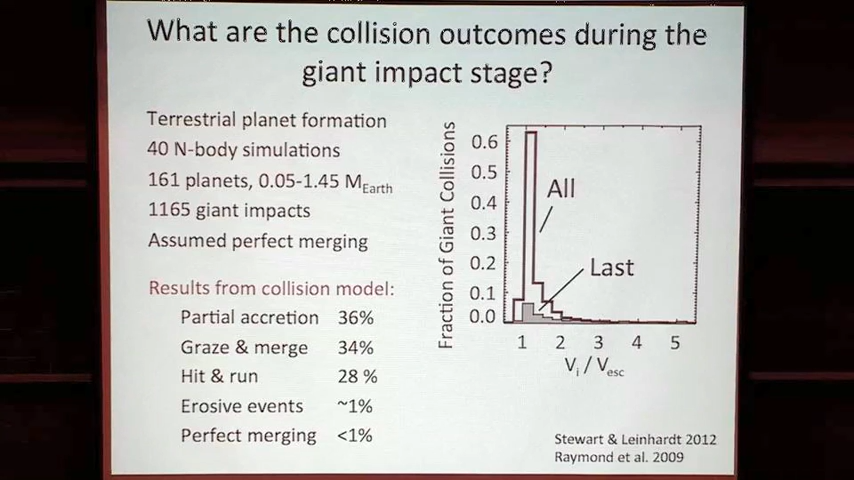 What are the collision outcomes during the
giant impact stage?
Terrestrial planet formation
40 N-body simulations
161 planets, 0.05-1.45 MEarth
1165 giant impacts
Assumed perfect merging
Results from collision model:
Partial accretion 36%
Graze & merge 34%
Hit & run 28 %
Erosive events ~1%
Perfect merging <1%
Fraction of Giant Collisions
0.6
0.5
0.4
0.3
0.2
0.1
0.0
All
Last
1 2 3 4 5
Vi / Vesc
Stewart & Leinhardt 2012
Raymond et al. 2009